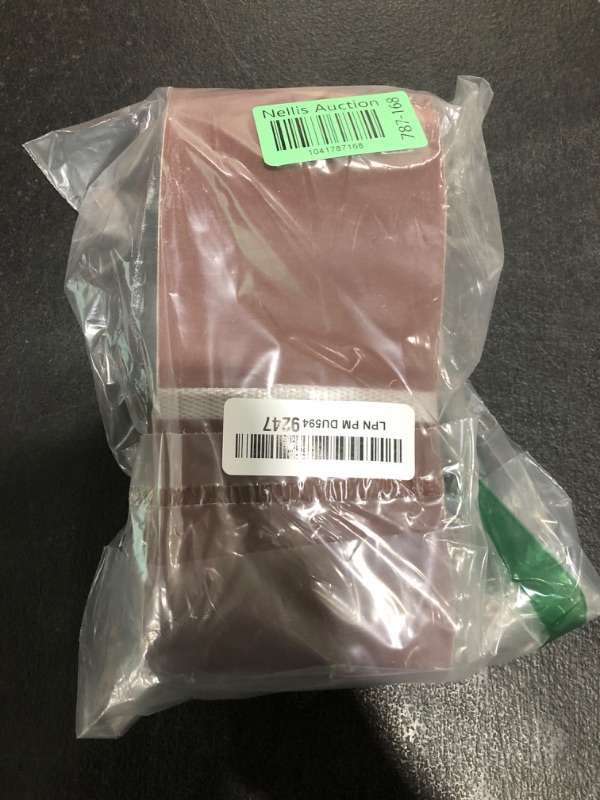 Nellis Auction
1041787168
787-168
LPN PM DU594 9247